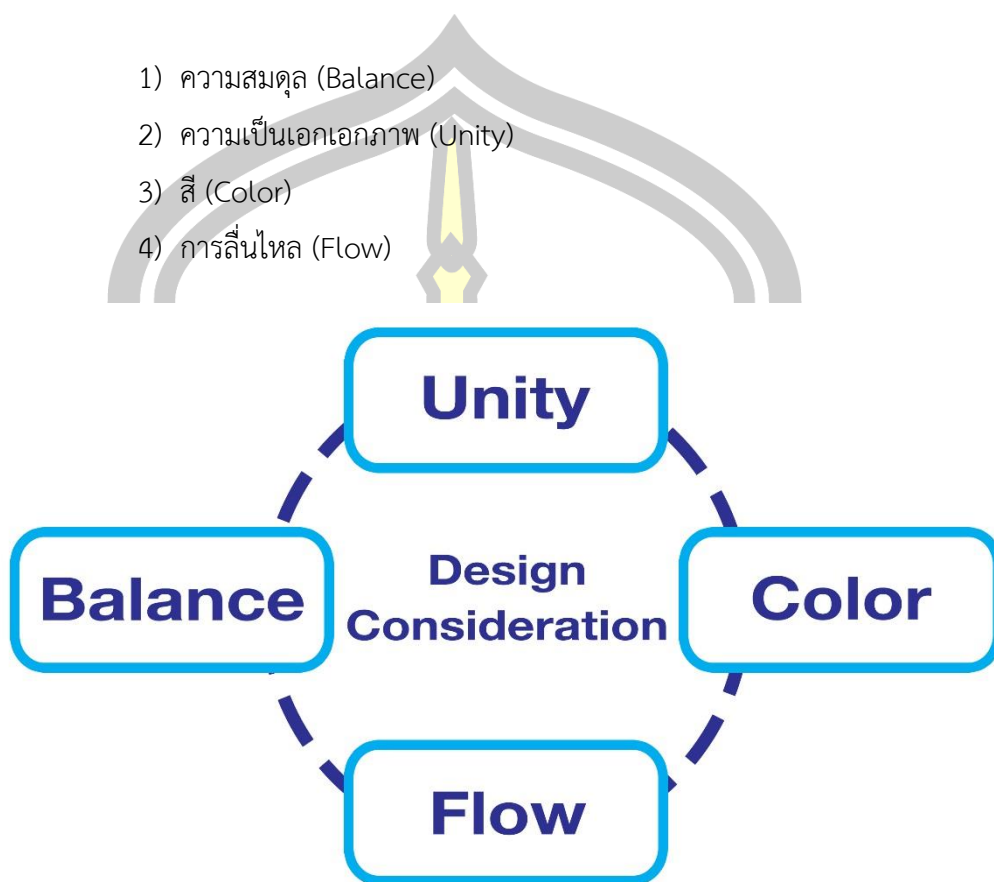 1) ความสมดุล (Balance)
2) ความเป็นเอกเอกภาพ (Unity)
3) สี (Color)
4) การลื่นไหล (Flow)
Unity
Balance
Design
Consideration
Color
Flow